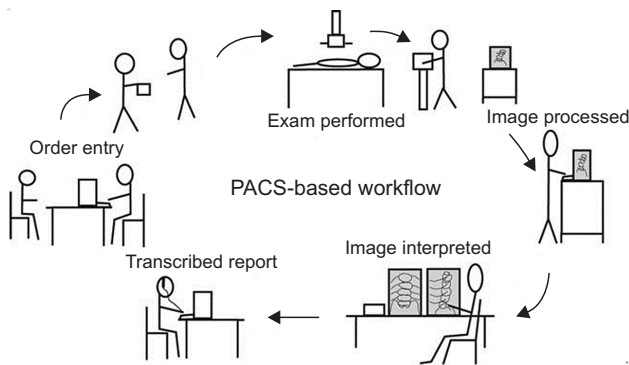 Exam performed
Image processed
Order entry
PACS-based workflow
Image interpreted
Transcribed report